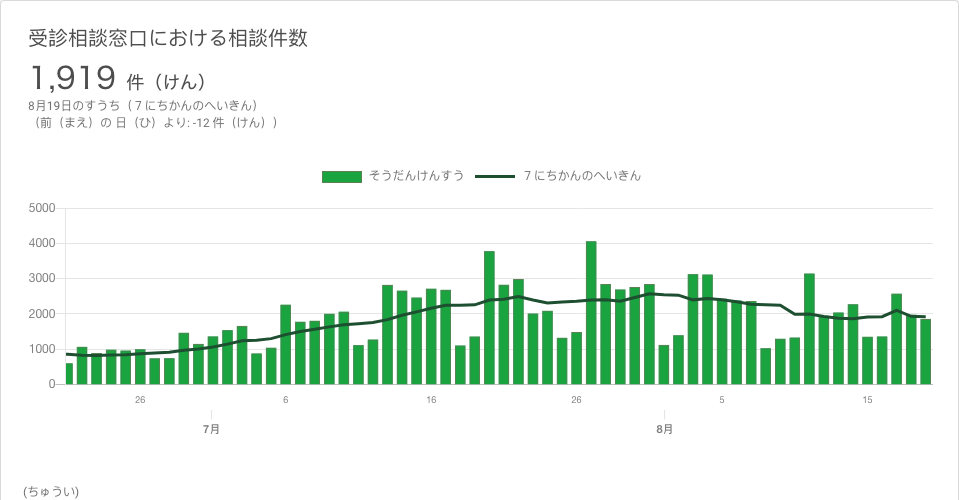 受診相談窓口における相談件数
1,919 件（けん）
8月19日のすうち（７にちかんのへいきん）
（前（まえ）の 日（ひ）より: -12 件（けん））
そうだんけんすう ７にちかんのへいきん
5000
4000
3000
2000
1000
0
26 6 16 26 5 15
7月 8月
(ちゅうい)